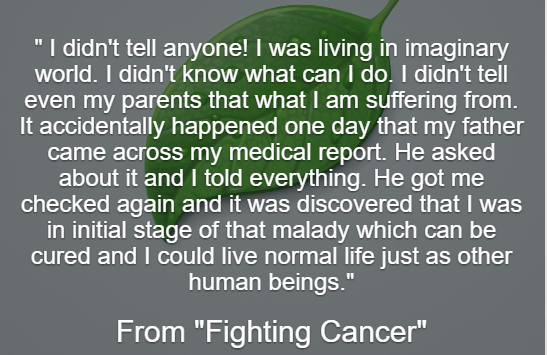 " I didn't tell anyone! I was living in imaginary
world. I didn't know what can I do. I didn't tell
even my parents that what I am suffering from.
It accidentally happened one day that my father
came across my medical report. He asked
about it and I told everything. He got me
checked again and it was discovered that I was
in initial stage of that malady which can be
cured and I could live normal life just as other
human beings."
From "Fighting Cancer"